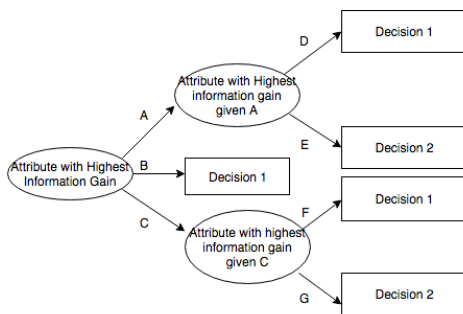 D
Decision 1
Attribute with Highest
information gain
given A
A
E
Decision 2
Attribute with Highest
Information Gain
B
Decision 1
C
F
Decision 1
Attribute with highest
information gain
given C
G
Decision 2